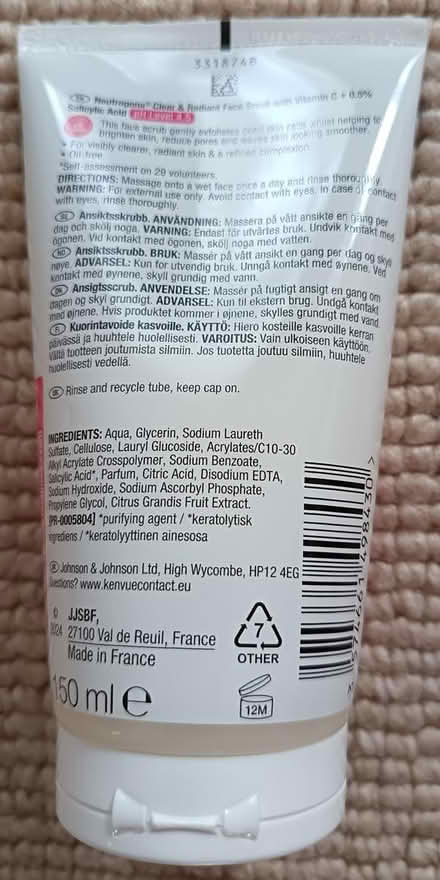 3318746
EN Neutrogena® Clear & Radiant Face Scrub with Vitamin C + 0.5%
Salicylic Acid pH Level 4.5
This face scrub gently exfoliates dead skin cells whilst helping to
brighten skin, reduce pores and leaves skin looking smoother.
• For visibly clearer, radiant skin & a refined complexion.
• Oil-free
*Self-assessment on 29 volunteers.
DIRECTIONS: Massage onto a wet face once a day and rinse thoroughly.
WARNING: For external use only. Avoid contact with eyes. In case of contact
with eyes, rinse thoroughly.
Ansiktsskrubb. ANVÄNDNING: Massera på vått ansikte en gång per
dag och skölj noga. VARNING: Endast för utvärtes bruk. Undvik kontakt med
ögonen. Vid kontakt med ögonen, skölj noga med vatten.
NO Ansiktsskrubb. BRUK: Massér på vått ansikt en gang per dag og skyll
nøye. ADVARSEL: Kun for utvendig bruk. Unngå kontakt med øynene. Ved
kontakt med øynene, skyll grundig med vann.
DK Ansigtsscrub. ANVENDELSE: Massér på fugtigt ansigt en gang om
dagen og skyl grundigt. ADVARSEL: Kun til ekstern brug. Undgå kontakt
med øjnene. Hvis produktet kommer i øjnene, skylles grundigt med vand.
FI Kuorintavoide kasvoille. KÄYTTÖ: Hiero kosteille kasvoille kerran
päivässä ja huuhtele huolellisesti. VAROITUS: Vain ulkoiseen käyttöön.
Vältä tuotteen joutumista silmiin. Jos tuotetta joutuu silmiin, huuhtele
huolellisesti vedellä.
Rinse and recycle tube, keep cap on.
INGREDIENTS: Aqua, Glycerin, Sodium Laureth
Sulfate, Cellulose, Lauryl Glucoside, Acrylates/C10-30
Alkyl Acrylate Crosspolymer, Sodium Benzoate,
Salicylic Acid*, Parfum, Citric Acid, Disodium EDTA,
Sodium Hydroxide, Sodium Ascorbyl Phosphate,
Propylene Glycol, Citrus Grandis Fruit Extract.
[PR-0005804] *purifying agent / *keratolytisk
ingrediens / *keratolyyttinen ainesosa
Johnson & Johnson Ltd, High Wycombe, HP12 4EG
Questions? www.kenvuecontact.eu
© JJSBF,
2024 27100 Val de Reuil, France
Made in France
7
OTHER
150 ml e
12M
3 574661 498430 >